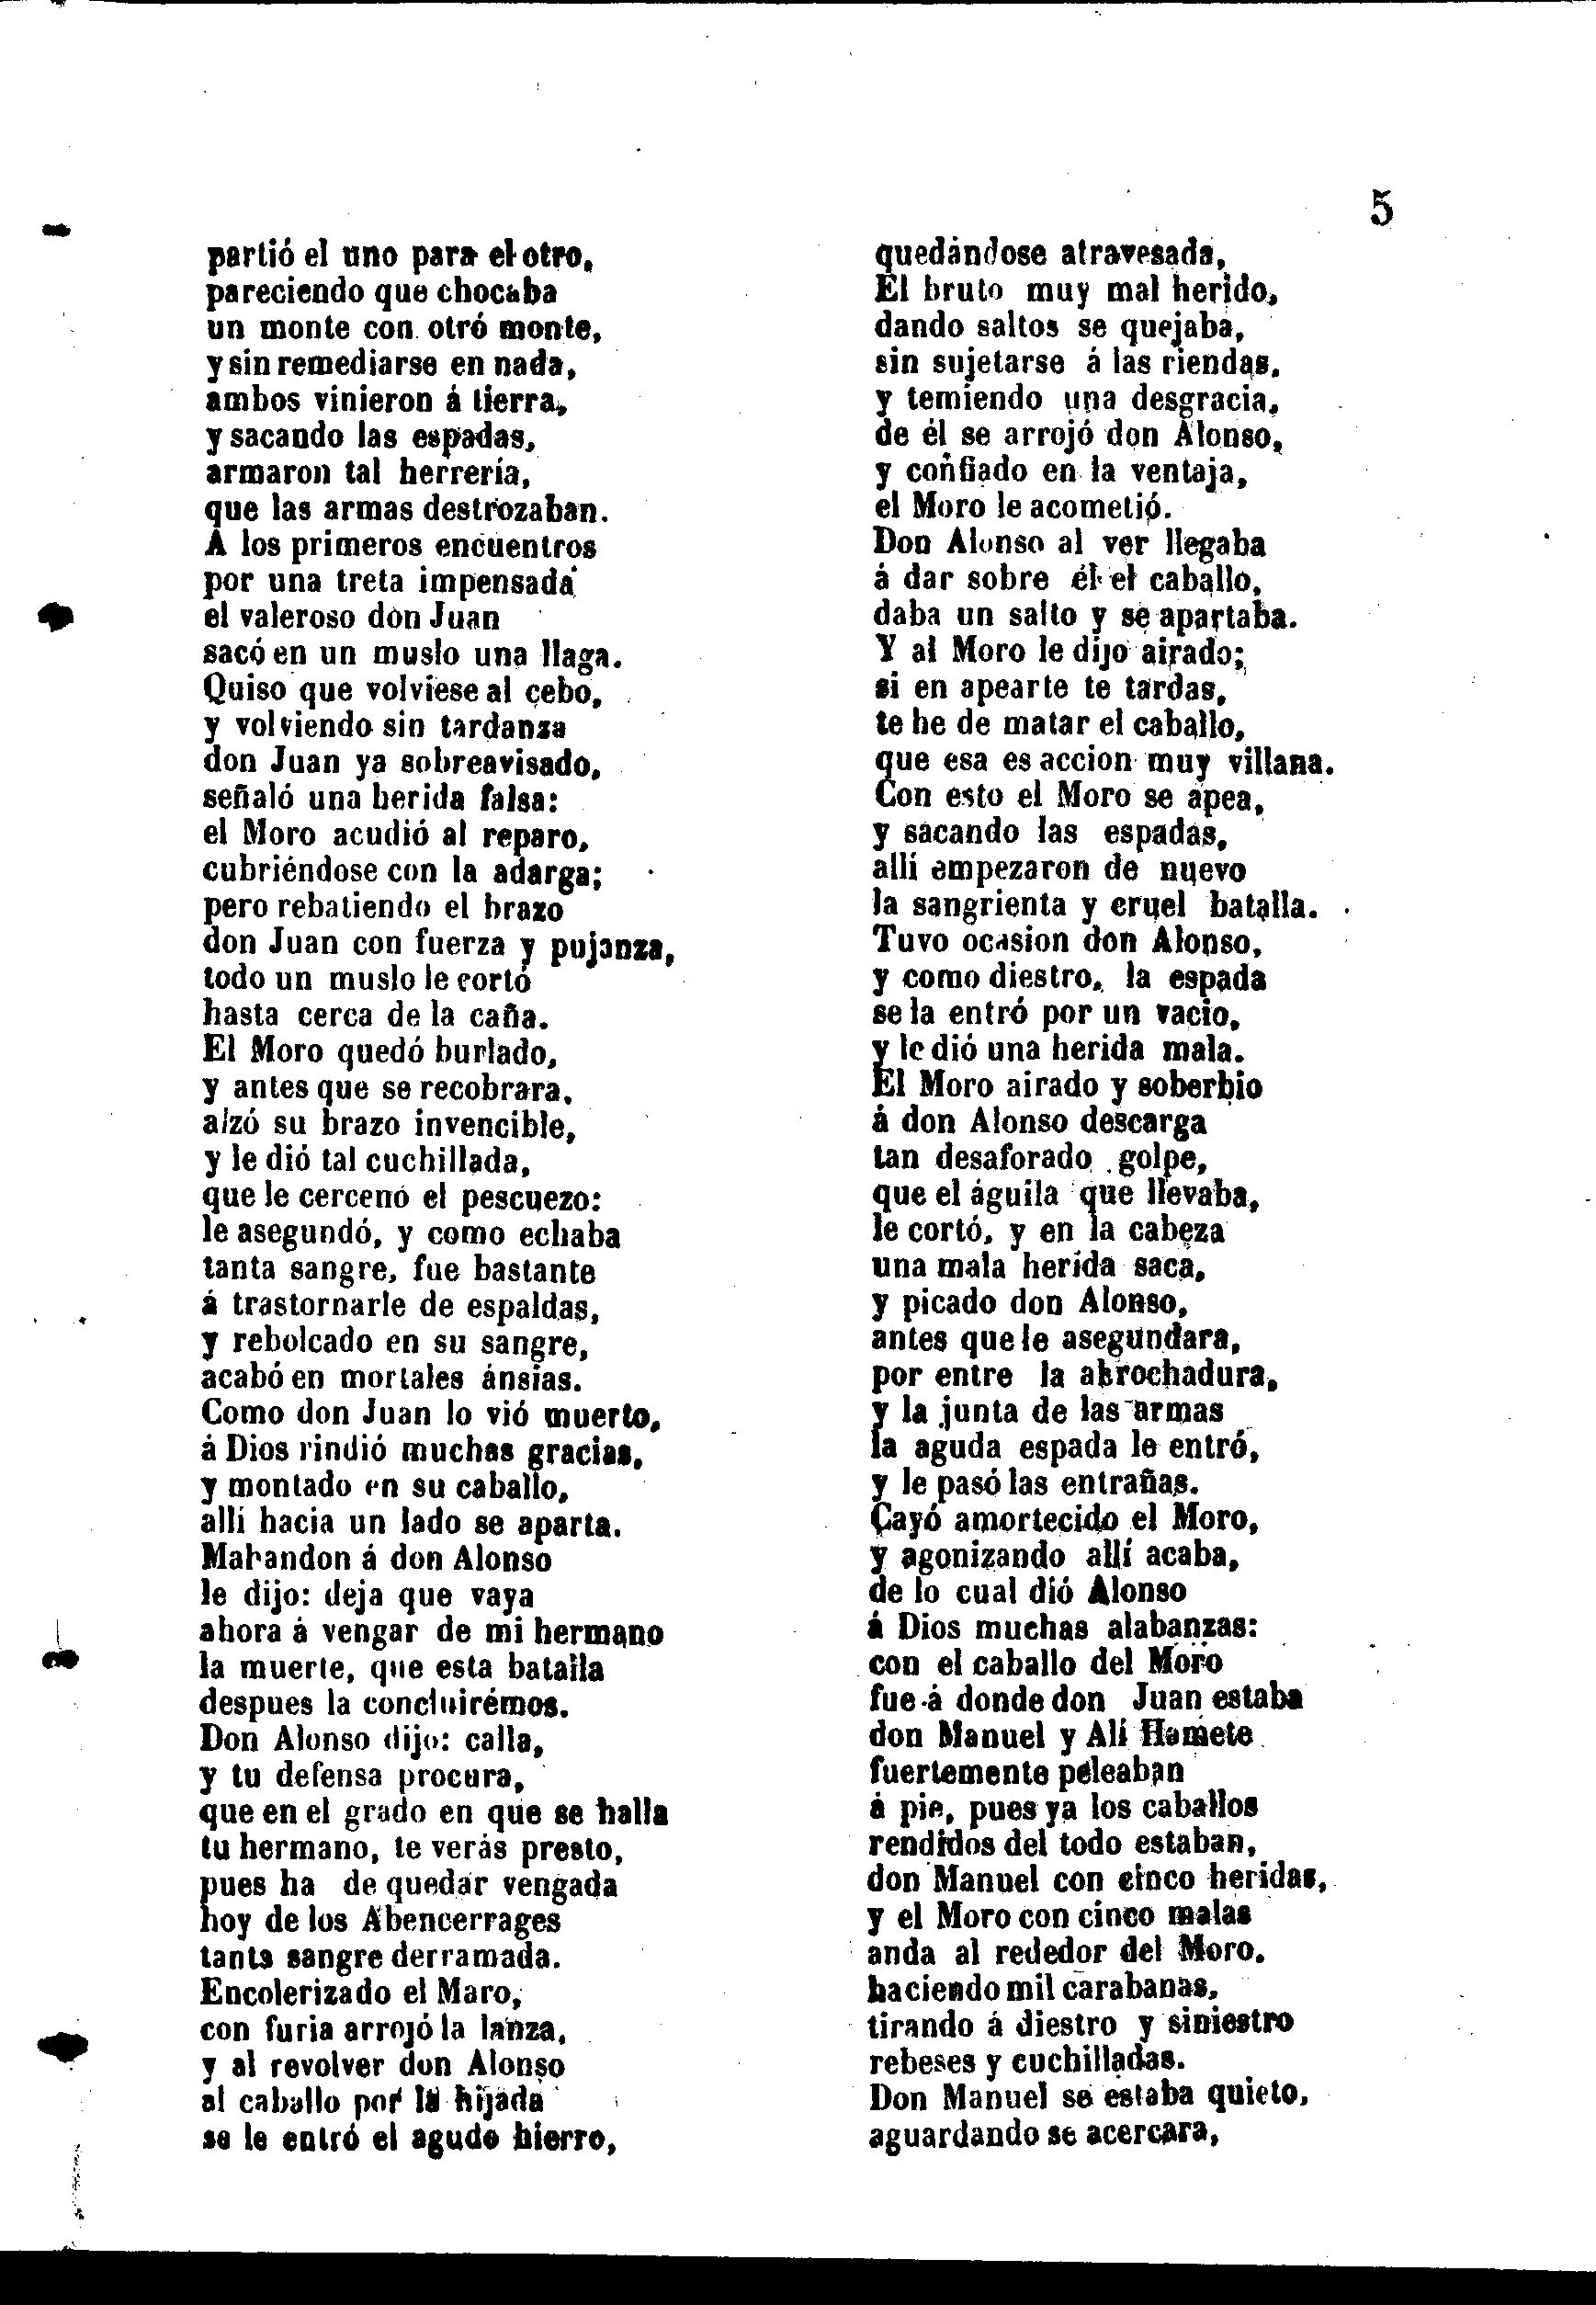 5
partió el uno para el otro,
pareciendo que chocaba
un monte con otró monte,
y sin remediarse en nada,
ambos vinieron á tierra,
y sacando las espadas,
armaron tal herrería,
que las armas destrozaban.
A los primeros encuentros
por una treta impensada
el valeroso don Juan
sacó en un muslo una llaga.
Quiso que volviese al cebo,
y volviendo sin tardanza
don Juan ya sobreavisado,
señaló una herida falsa:
el Moro acudió al reparo,
cubriéndose con la adarga;
pero rebatiendo el brazo
don Juan con fuerza y pujanza,
todo un muslo le cortó
hasta cerca de la caña.
El Moro quedó burlado,
y antes que se recobrara,
alzó su brazo invencible,
y le dió tal cuchillada,
que le cercenó el pescuezo:
le asegundó, y como echaba
tanta sangre, fue bastante
á trastornarle de espaldas,
y rebolcado en su sangre,
acabó en mortales ánsias.
Como don Juan lo vió muerto,
á Dios rindió muchas gracias,
y montado en su caballo,
allí hacia un lado se aparta.
Mahandon á don Alonso
le dijo: deja que vaya
ahora á vengar de mi hermano
la muerte, que esta batalla
despues la concluirémos.
Don Alonso dijo: calla,
y tu defensa procura,
que en el grado en que se halla
tu hermano, te verás presto,
pues ha de quedar vengada
hoy de los Abencerrages
tanta sangre derramada.
Encolerizado el Maro,
con furia arrojó la lanza,
y al revolver don Alonso
al caballo por la hijada
se le entró el agudo hierro,
quedándose atravesada,
El bruto muy mal herido,
dando saltos se quejaba,
sin sujetarse á las riendas,
y temiendo una desgracia,
de él se arrojó don Alonso,
y confiado en la ventaja,
el Moro le acometió.
Don Alonso al ver llegaba
á dar sobre él el caballo,
daba un salto y se apartaba.
Y al Moro le dijo airado;
si en apearte te tardas,
te he de matar el caballo,
que esa es accion muy villana.
Con esto el Moro se apea,
y sacando las espadas,
allí empezaron de nuevo
la sangrienta y cruel batalla.
Tuvo ocasion don Alonso,
y como diestro, la espada
se la entró por un vacio,
y le dió una herida mala.
El Moro airado y soberbio
á don Alonso descarga
tan desaforado golpe,
que el águila que llevaba,
le cortó, y en la cabeza
una mala herida saca,
y picado don Alonso,
antes que le asegundara,
por entre la abrochadura,
y la junta de las armas
la aguda espada le entró,
y le pasó las entrañas.
Cayó amortecido el Moro,
y agonizando allí acaba,
de lo cual dió Alonso
á Dios muchas alabanzas:
con el caballo del Moro
fue á donde don Juan estaba
don Manuel y Alí Hamete
fuertemente peleaban
á pie, pues ya los caballos
rendidos del todo estaban,
don Manuel con cinco heridas,
y el Moro con cinco malas
anda al rededor del Moro.
haciendo mil carabanas,
tirando á diestro y siniestro
rebeses y cuchilladas.
Don Manuel se estaba quieto,
aguardando se acercara,